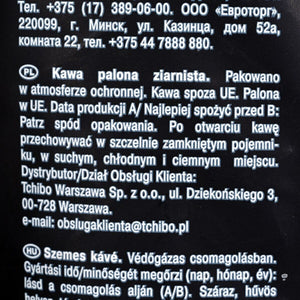 Тел. +375 (17) 389-06-00. ООО «Евроторг»,
220099, г. Минск, ул. Казинца, дом 52а,
комната 22, тел. +375 44 7888 880.
PL Kawa palona ziarnista. Pakowano
w atmosferze ochronnej. Kawa spoza UE. Palona
w UE. Data produkcji A/ Najlepiej spożyć przed B:
Patrz spód opakowania. Po otwarciu kawę
przechowywać w szczelnie zamkniętym pojemni-
ku, w suchym, chłodnym i ciemnym miejscu.
Dystrybutor/Dział Obsługi Klienta:
Tchibo Warszawa Sp. z o.o., ul. Dziekońskiego 3,
00-728 Warszawa.
e-mail: obslugaklienta@tchibo.pl
HU Szemes kávé. Védőgázas csomagolásban.
Gyártási idő/minőségét megőrzi (nap, hónap, év):
lásd a csomagolás alján (A/B). Száraz, hűvös